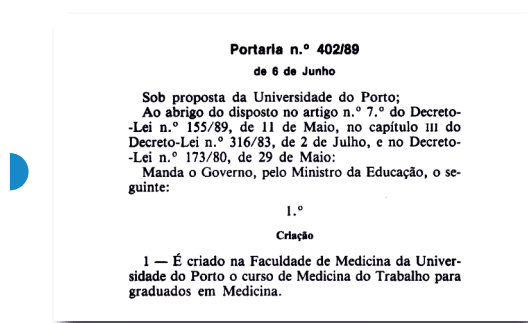 Portaria n.º 402/89
de 6 de Junho
Sob proposta da Universidade do Porto;
Ao abrigo do disposto no artigo n.º 7.º do Decreto-
-Lei n.º 155/89, de 11 de Maio, no capítulo III do
Decreto-Lei n.º 316/83, de 2 de Julho, e no Decreto-
-Lei n.º 173/80, de 29 de Maio:
Manda o Governo, pelo Ministro da Educação, o se-
guinte:
1.º
Criação
1 — É criado na Faculdade de Medicina da Univer-
sidade do Porto o curso de Medicina do Trabalho para
graduados em Medicina.